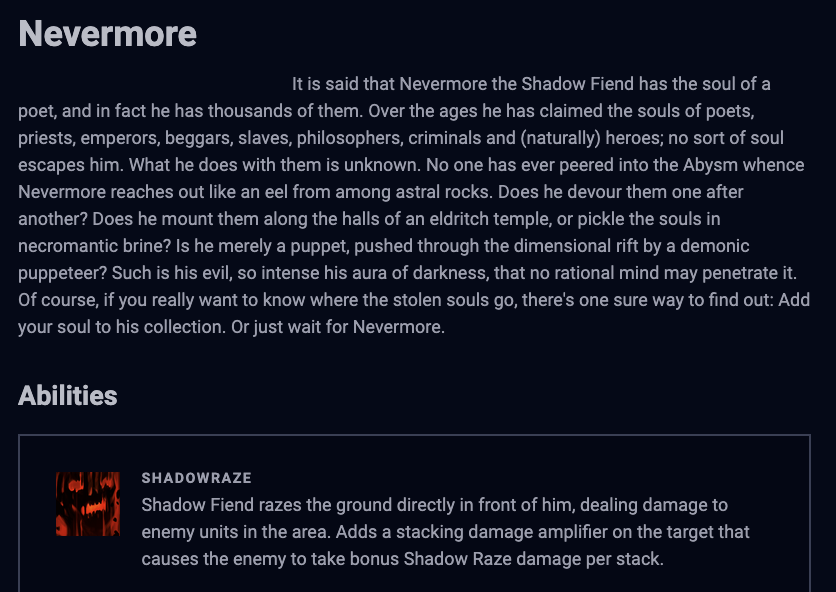 Nevermore
It is said that Nevermore the Shadow Fiend has the soul of a
poet, and in fact he has thousands of them. Over the ages he has claimed the souls of poets,
priests, emperors, beggars, slaves, philosophers, criminals and (naturally) heroes; no sort of soul
escapes him. What he does with them is unknown. No one has ever peered into the Abysm whence
Nevermore reaches out like an eel from among astral rocks. Does he devour them one after
another? Does he mount them along the halls of an eldritch temple, or pickle the souls in
necromantic brine? Is he merely a puppet, pushed through the dimensional rift by a demonic
puppeteer? Such is his evil, so intense his aura of darkness, that no rational mind may penetrate it.
Of course, if you really want to know where the stolen souls go, there's one sure way to find out: Add
your soul to his collection. Or just wait for Nevermore.
Abilities
SHADOWRAZE
Shadow Fiend razes the ground directly in front of him, dealing damage to
enemy units in the area. Adds a stacking damage amplifier on the target that
causes the enemy to take bonus Shadow Raze damage per stack.